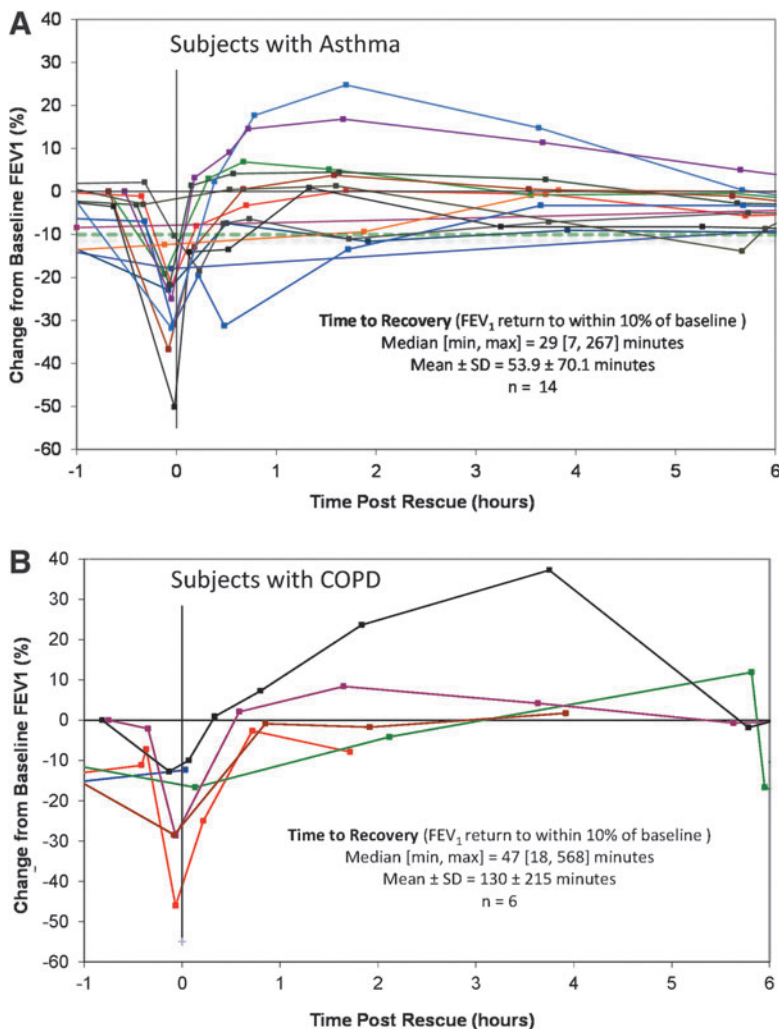 A
Subjects with Asthma
Change from Baseline FEV1 (%)
40
30
20
10
0
-10
-20
-30
-40
-50
-60
Time to Recovery (FEV₁ return to within 10% of baseline )
Median [min, max] = 29 [7, 267] minutes
Mean ± SD = 53.9 ± 70.1 minutes
n = 14
-1 0 1 2 3 4 5 6
Time Post Rescue (hours)
B
Subjects with COPD
Change from Baseline FEV1 (%)
40
30
20
10
0
-10
-20
-30
-40
-50
-60
Time to Recovery (FEV₁ return to within 10% of baseline )
Median [min, max] = 47 [18, 568] minutes
Mean ± SD = 130 ± 215 minutes
n = 6
-1 0 1 2 3 4 5 6
Time Post Rescue (hours)